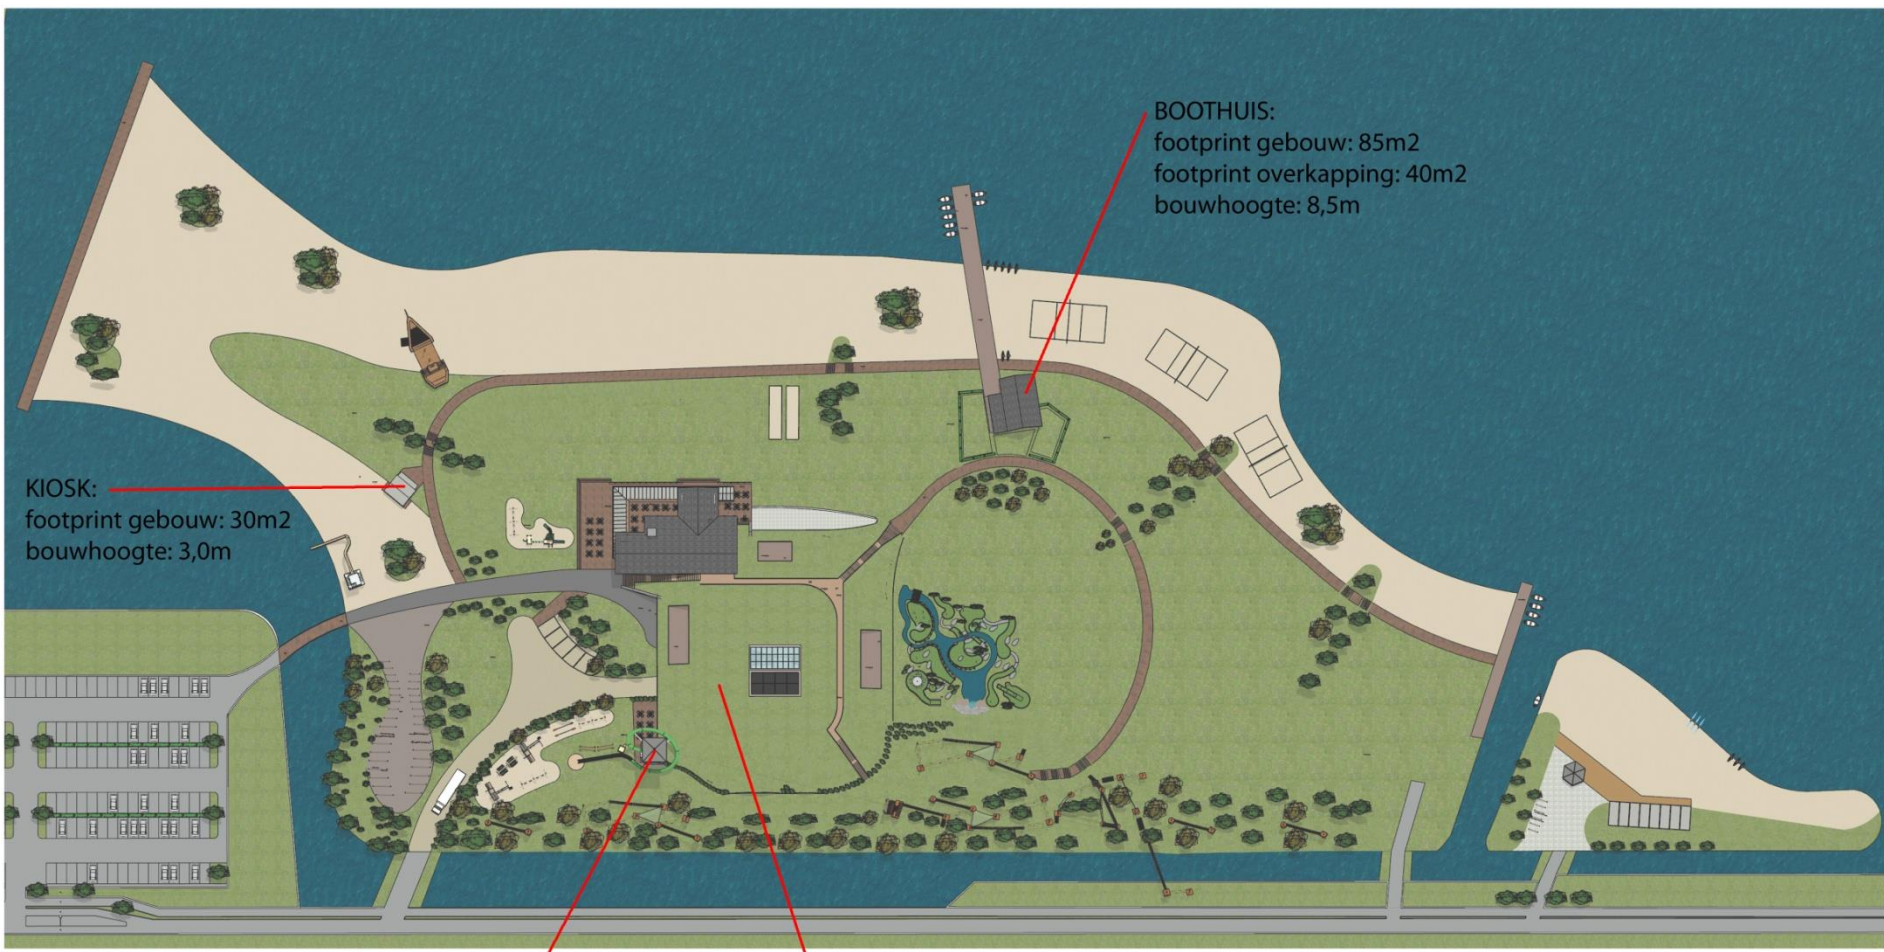 BOOTHUIS:
footprint gebouw: 85m2
footprint overkapping: 40m2
bouwhoogte: 8,5m
KIOSK:
footprint gebouw: 30m2
bouwhoogte: 3,0m